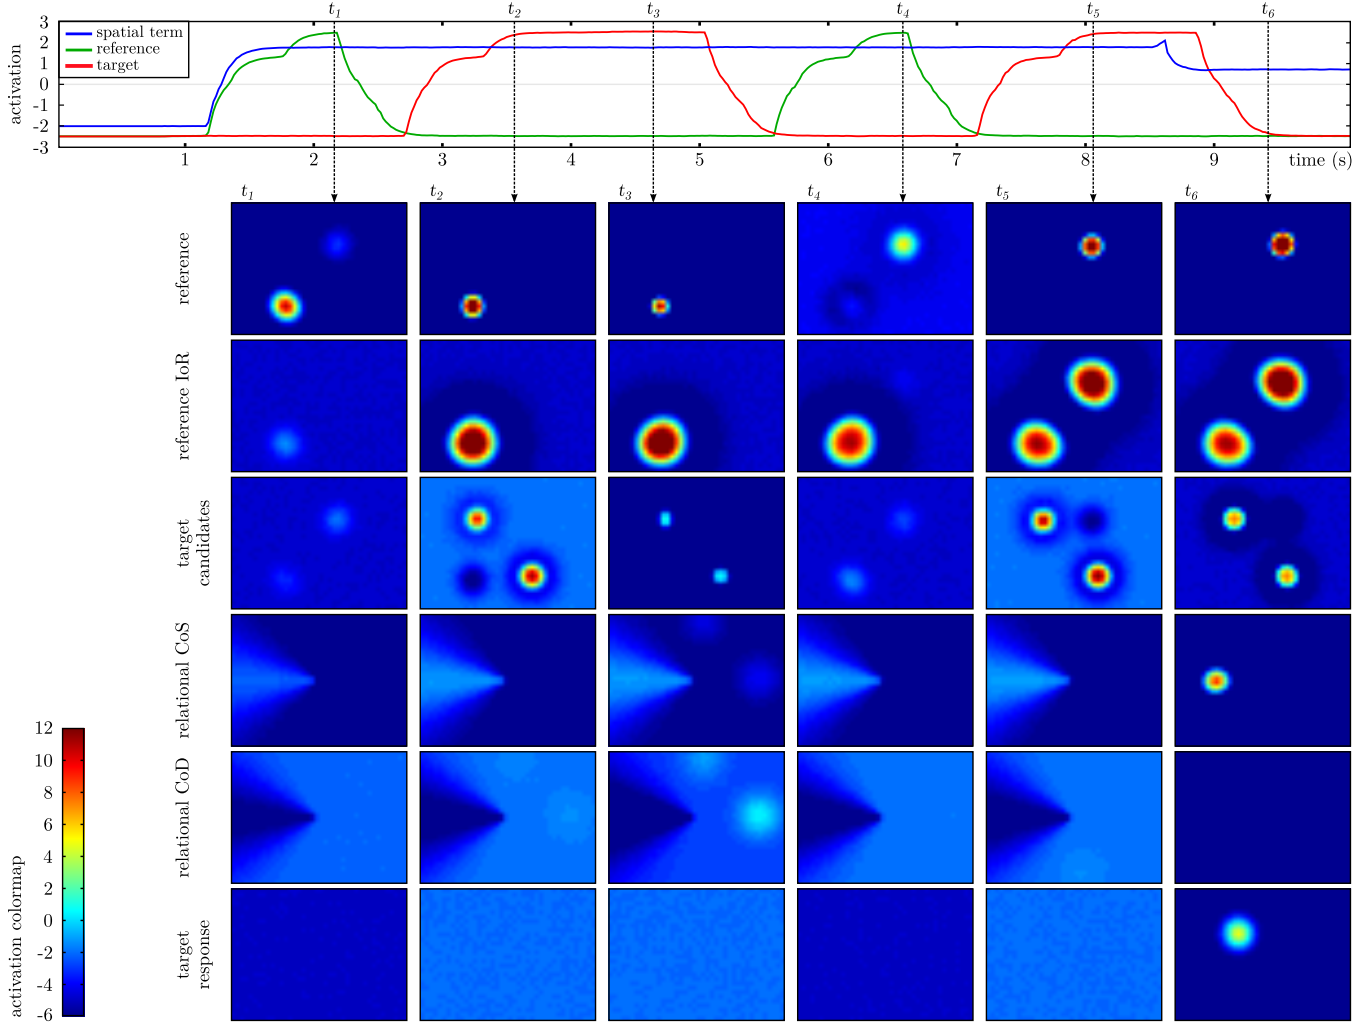 t1 t2 t3 t4 t5 t6
3
2
1
0
-1
-2
-3
activation
spatial term
reference
target
1 2 3 4 5 6 7 8 9 time (s)
t1 t2 t3 t4 t5 t6
reference
reference IoR
target
candidates
relational CoS
relational CoD
target
response
activation colormap
12
10
8
6
4
2
0
-2
-4
-6